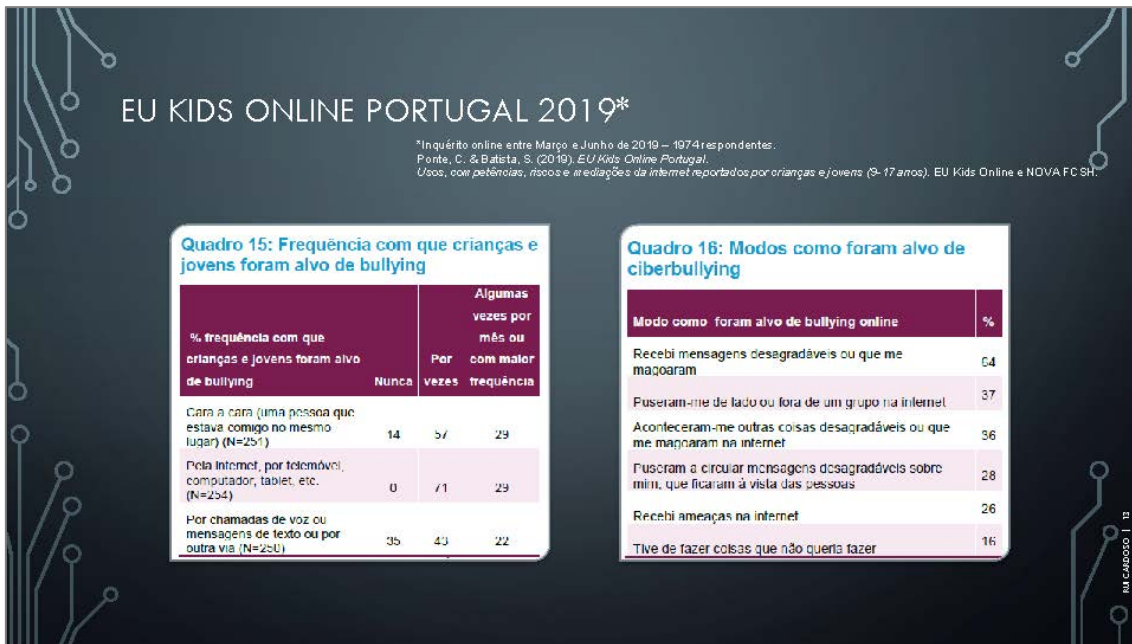 EU KIDS ONLINE PORTUGAL 2019*
*Inquérito online entre Março e Junho de 2019 – 1974 respondentes.
Ponte, C. & Batista, S. (2019). EU Kids Online Portugal.
Usos, competências, riscos e mediações da internet reportados por crianças e jovens (9-17 anos). EU Kids Online e NOVA FCSH.
Quadro 15: Frequência com que crianças e
jovens foram alvo de bullying
% frequência com que
crianças e jovens foram alvo
de bullying
Nunca
Por
vezes
Algumas
vezes por
mês ou
com maior
frequência
Cara a cara (uma pessoa que
estava comigo no mesmo
lugar) (N=251)
14 57 29
Pela internet, por telemóvel,
computador, tablet, etc.
(N=254)
0 71 29
Por chamadas de voz ou
mensagens de texto ou por
outra via (N=250)
35 43 22
Quadro 16: Modos como foram alvo de
ciberbullying
Modo como foram alvo de bullying online %
Recebi mensagens desagradáveis ou que me
magoaram
64
Puseram-me de lado ou fora de um grupo na internet 37
Aconteceram-me outras coisas desagradáveis ou que
me magoaram na internet
36
Puseram a circular mensagens desagradáveis sobre
mim, que ficaram à vista das pessoas
28
Recebi ameaças na internet 26
Tive de fazer coisas que não queria fazer 16
RUI CARDOSO | 13